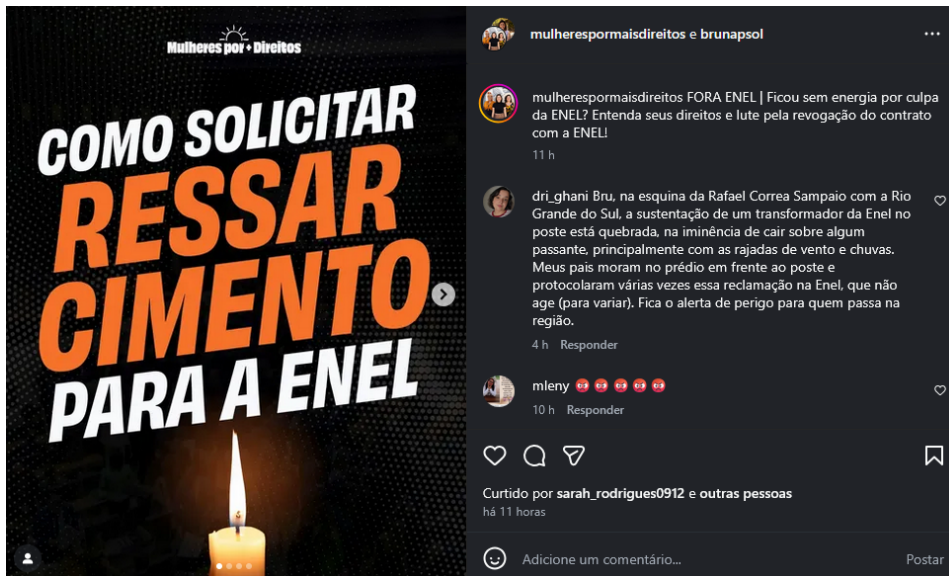 Mulheres por + Direitos
COMO SOLICITAR
RESSAR
CIMENTO
PARA A ENEL
mulherespormaisdireitos e brunapsol
mulherespormaisdireitos FORA ENEL | Ficou sem energia por culpa
da ENEL? Entenda seus direitos e lute pela revogação do contrato
com a ENEL!
11 h
dri_ghani Bru, na esquina da Rafael Correa Sampaio com a Rio
Grande do Sul, a sustentação de um transformador da Enel no
poste está quebrada, na iminência de cair sobre algum
passante, principalmente com as rajadas de vento e chuvas.
Meus pais moram no prédio em frente ao poste e
protocolaram várias vezes essa reclamação na Enel, que não
age (para variar). Fica o alerta de perigo para quem passa na
região.
4 h Responder
mleny
10 h Responder
Curtido por sarah_rodrigues0912 e outras pessoas
há 11 horas
Adicione um comentário... Postar